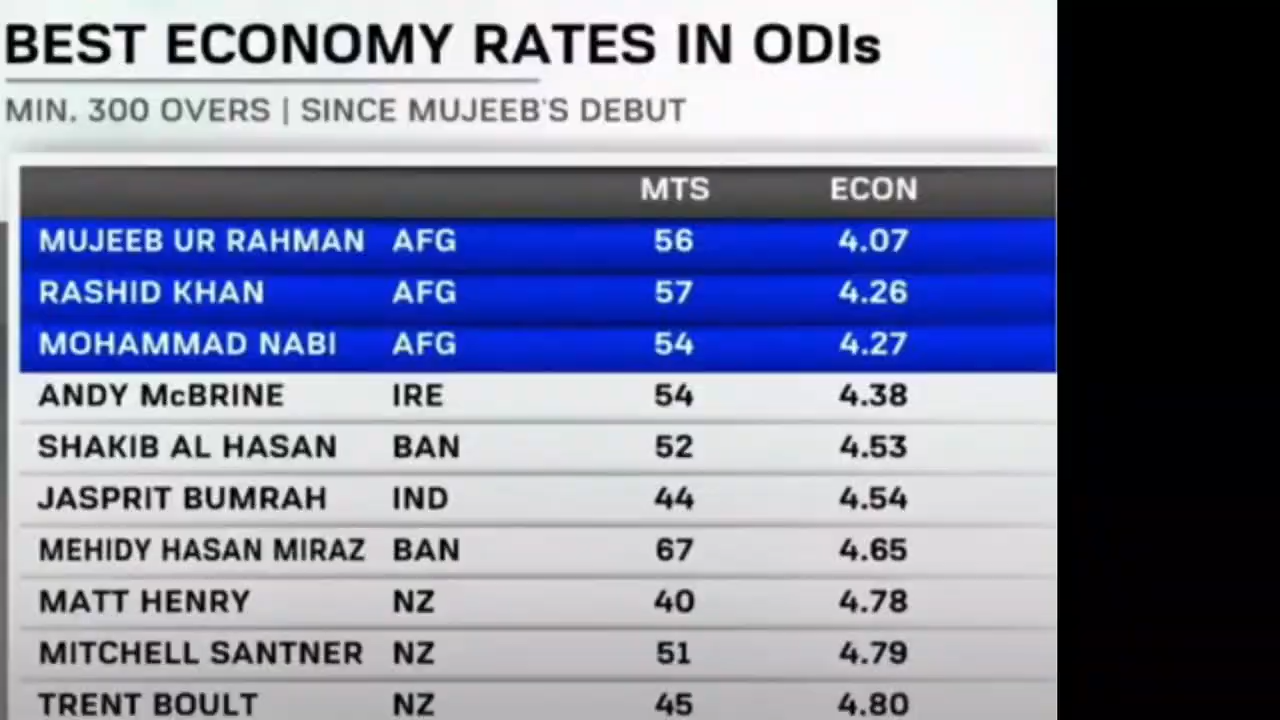 BEST ECONOMY RATES IN ODIs
MIN. 300 OVERS | SINCE MUJEEB'S DEBUT
MTS ECON
MUJEEB UR RAHMAN AFG 56 4.07
RASHID KHAN AFG 57 4.26
MOHAMMAD NABI AFG 54 4.27
ANDY McBRINE IRE 54 4.38
SHAKIB AL HASAN BAN 52 4.53
JASPRIT BUMRAH IND 44 4.54
MEHIDY HASAN MIRAZ BAN 67 4.65
MATT HENRY NZ 40 4.78
MITCHELL SANTNER NZ 51 4.79
TRENT BOULT NZ 45 4.80